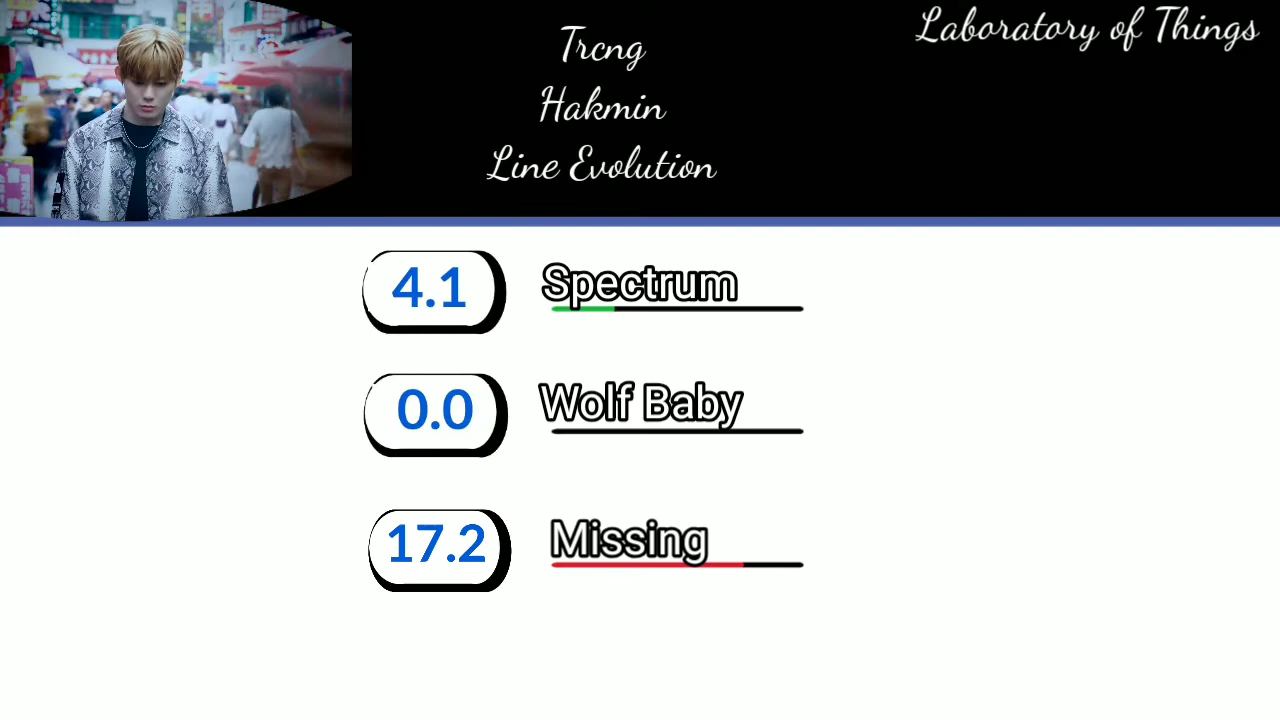 Laboratory of Things
Trcng
Hakmin
Line Evolution
4.1 Spectrum
0.0 Wolf Baby
17.2 Missing